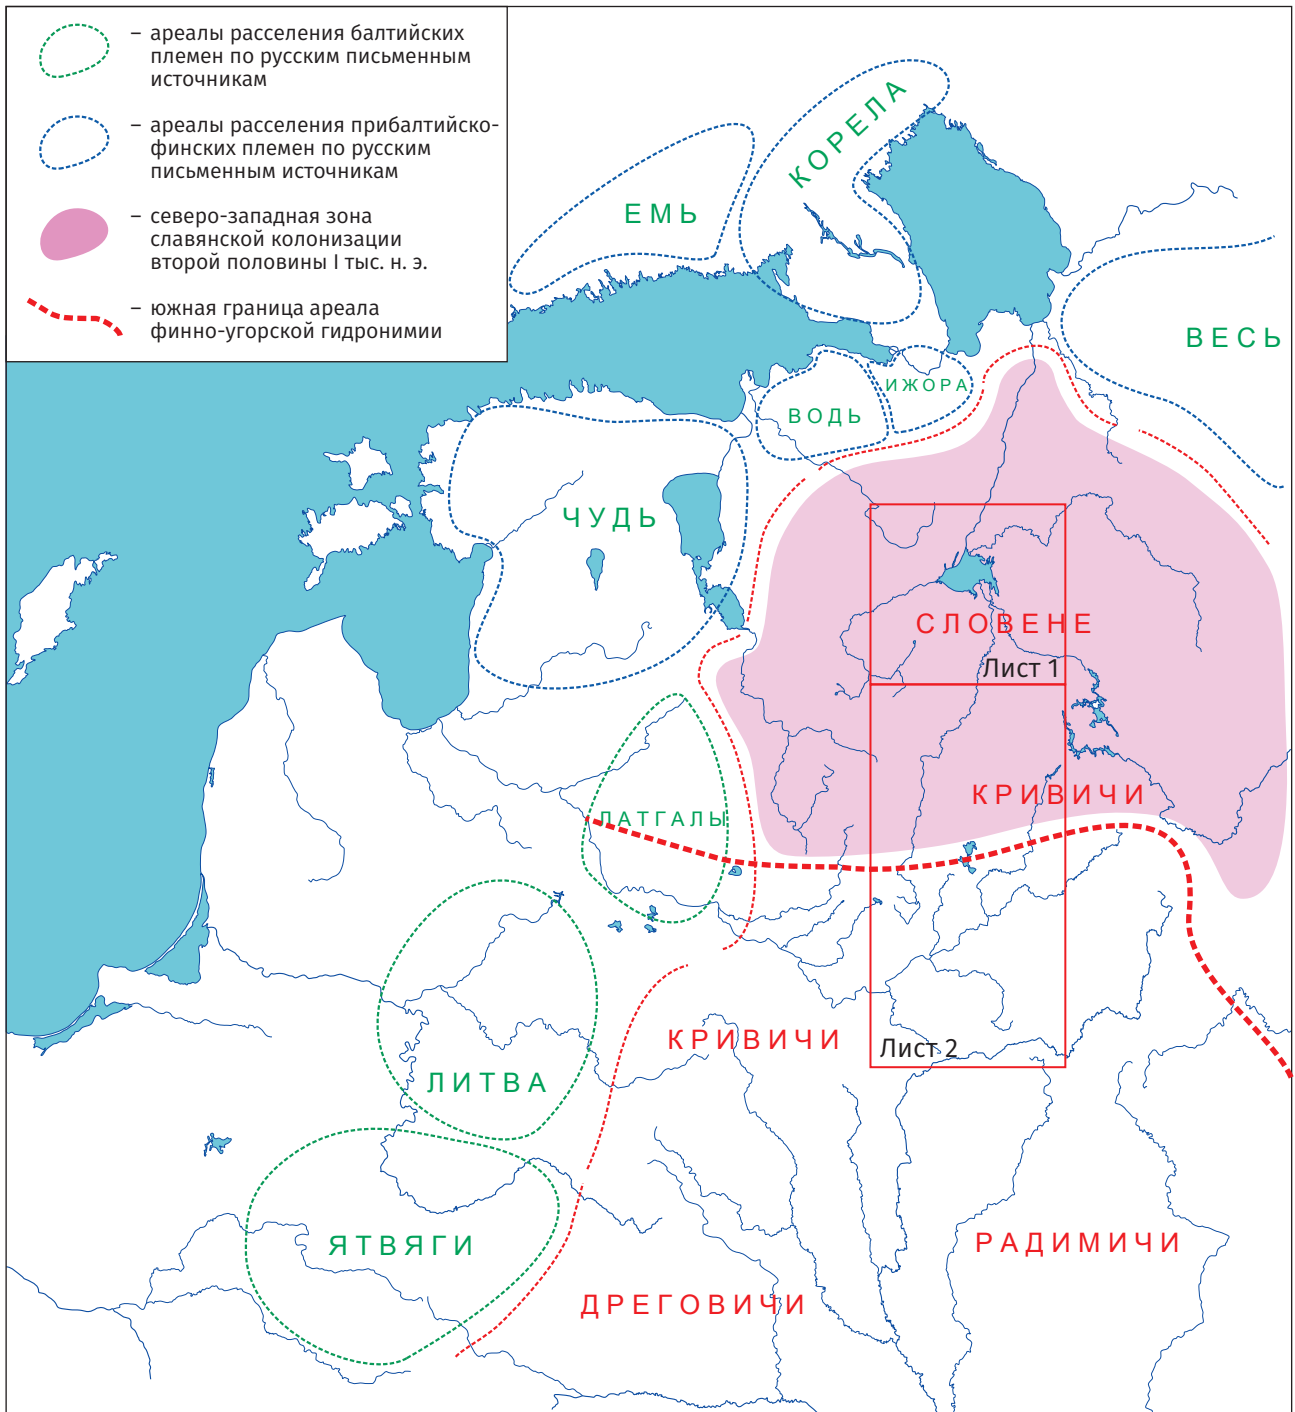 – ареалы расселения балтийских
племен по русским письменным
источникам
– ареалы расселения прибалтийско-
финских племен по русским
письменным источникам
– северо-западная зона
славянской колонизации
второй половины I тыс. н. э.
– южная граница ареала
финно-угорской гидронимии
КОРЕЛА
ЕМЬ
ВЕСЬ
ИЖОРА
ВОДЬ
ЧУДЬ
СЛОВЕНЕ
Лист 1
КРИВИЧИ
ЛАТГАЛЫ
КРИВИЧИ
Лист 2
ЛИТВА
ЯТВЯГИ
РАДИМИЧИ
ДРЕГОВИЧИ